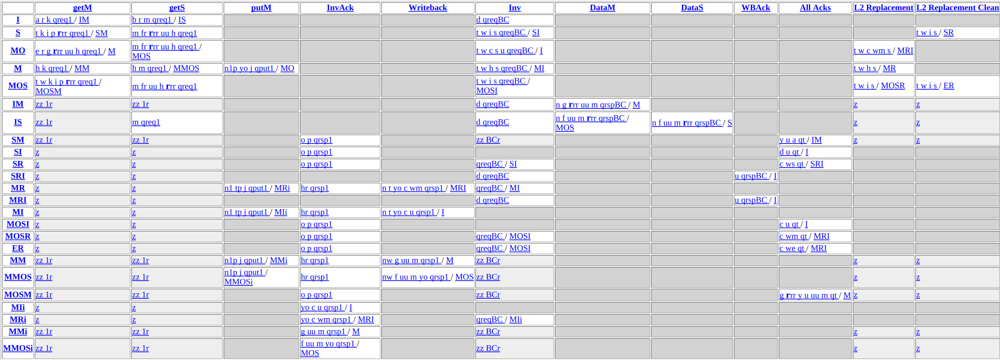 getM getS putM InvAck Writeback Inv DataM DataS WBAck All Acks L2 Replacement L2 Replacement Clean
I a r k qreq1 / IM b r m qreq1 / IS d qreqBC
S t k i p rrr qreq1 / SM m fr rrr uu h qreq1 t w i s qreqBC / SI t w i s / SR
MO e r g rrr uu h qreq1 / M m fr rrr uu h qreq1 / MOS t w c s u qreqBC / I t w c wm s / MRI
M h k qreq1 / MM h m qreq1 / MMOS n1p yo j qput1 / MO t w h s qreqBC / MI t w h s / MR
MOS t w k i p rrr qreq1 / MOSM m fr uu h rrr qreq1 t w i s qreqBC / MOSI t w i s / MOSR t w i s / ER
IM zz 1r zz 1r d qreqBC n g rrr uu m qrspBC / M z z
IS zz 1r m qreq1 d qreqBC n f uu m rrr qrspBC / MOS n f uu m rrr qrspBC / S z z
SM zz 1r zz 1r o p qrsp1 zz BCr y u a qt / IM z z
SI z z o p qrsp1 d u qt / I
SR z z o p qrsp1 qreqBC / SI c ws qt / SRI
SRI z z d qreqBC u qrspBC / I
MR z z n1 tp j qput1 / MRi hr qrsp1 n t yo c wm qrsp1 / MRI qreqBC / MI
MRI z z d qreqBC u qrspBC / I
MI z z n1 tp j qput1 / MIi hr qrsp1 n t yo c u qrsp1 / I
MOSI z z o p qrsp1 c u qt / I
MOSR z z o p qrsp1 qreqBC / MOSI c wm qt / MRI
ER z z o p qrsp1 qreqBC / MOSI c we qt / MRI
MM zz 1r zz 1r n1p j qput1 / MMi hr qrsp1 nw g uu m qrsp1 / M zz BCr z z
MMOS zz 1r zz 1r n1p j qput1 / MMOSi hr qrsp1 nw f uu m yo qrsp1 / MOS zz BCr z z
MOSM zz 1r zz 1r o p qrsp1 zz BCr g rrr y u uu m qt / M z z
MIi z z yo c u qrsp1 / I
MRi z z yo c wm qrsp1 / MRI qreqBC / MIi
MMi zz 1r zz 1r g uu m qrsp1 / M zz BCr z z
MMOSi zz 1r zz 1r f uu m yo qrsp1 / MOS zz BCr z z